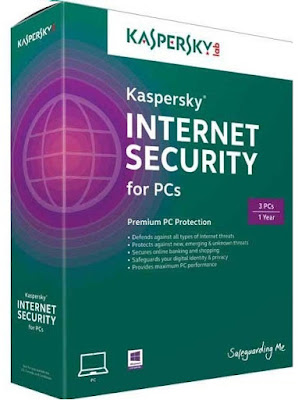 KASPERSKY lab
KASPERSKY lab
Kaspersky®
INTERNET
SECURITY
for PCs
3 PCs
1 Year
Premium PC Protection
• Defends against all types of Internet threats
• Protects against new, emerging & unknown threats
• Secures online banking and shopping
• Safeguards your digital identity & privacy
• Provides maximum PC performance
Kaspersky
INTERNET
SECURITY
for PCs
PC
Safeguarding Me